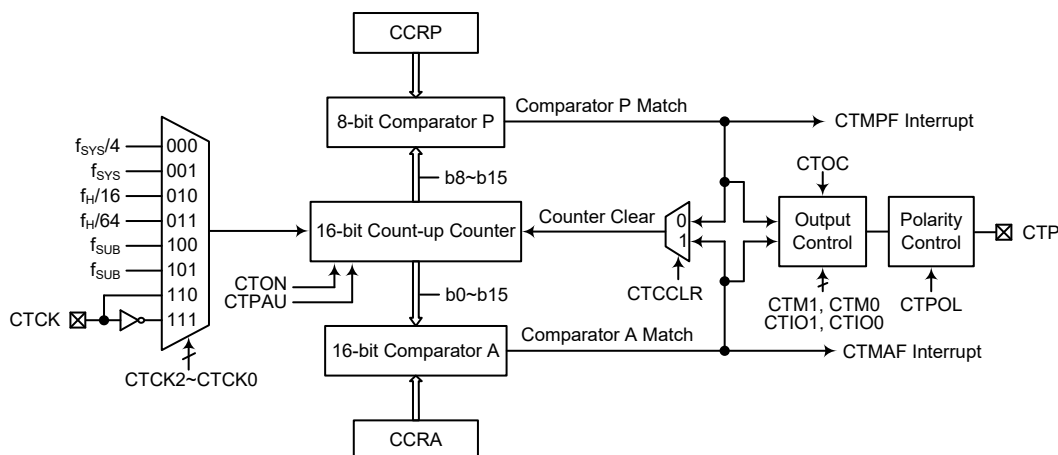 CCRP
8-bit Comparator P
Comparator P Match
CTMPF Interrupt
fSYS/4
000
fSYS
001
fH/16
010
fH/64
011
fSUB
100
fSUB
101
110
CTCK
111
CTCK2~CTCK0
b8~b15
16-bit Count-up Counter
Counter Clear
0
1
CTCCLR
CTOC
Output
Control
Polarity
Control
CTP
CTON
CTPAU
b0~b15
CTM1, CTM0
CTIO1, CTIO0
CTPOL
16-bit Comparator A
Comparator A Match
CTMAF Interrupt
CCRA